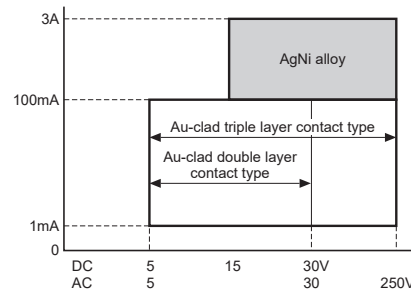 3A
AgNi alloy
100mA
Au-clad triple layer contact type
Au-clad double layer
contact type
1mA
0
DC 5 15 30V
AC 5 30 250V